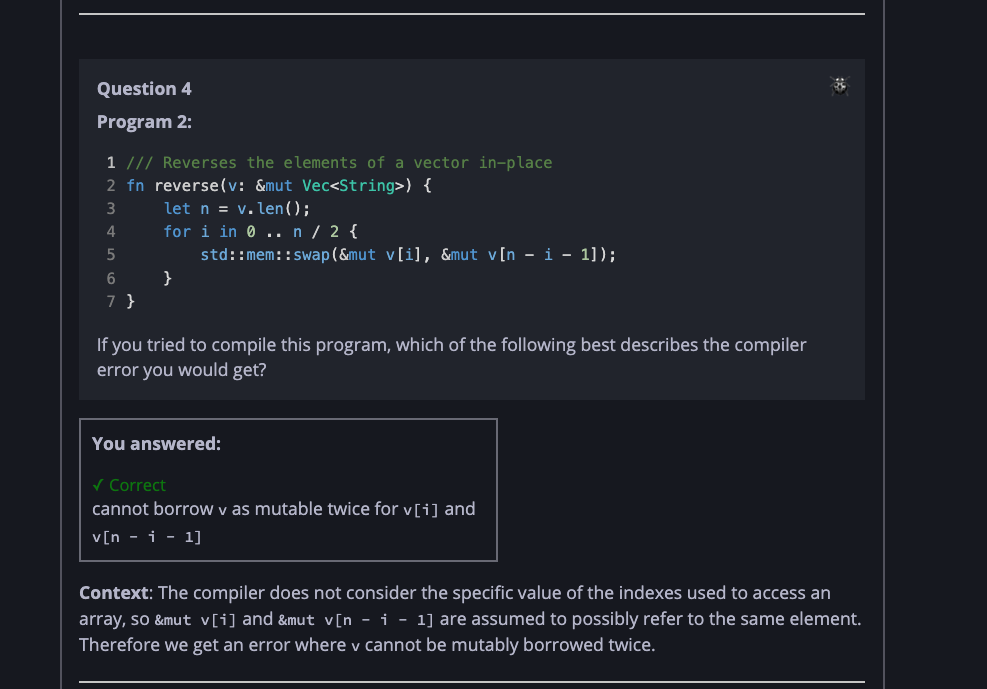 Question 4
Program 2:
1 /// Reverses the elements of a vector in-place
2 fn reverse(v: &mut Vec<String>) {
3     let n = v.len();
4     for i in 0 .. n / 2 {
5         std::mem::swap(&mut v[i], &mut v[n - i - 1]);
6     }
7 }
If you tried to compile this program, which of the following best describes the compiler
error you would get?
You answered:
✓ Correct
cannot borrow v as mutable twice for v[i] and
v[n - i - 1]
Context: The compiler does not consider the specific value of the indexes used to access an
array, so &mut v[i] and &mut v[n - i - 1] are assumed to possibly refer to the same element.
Therefore we get an error where v cannot be mutably borrowed twice.